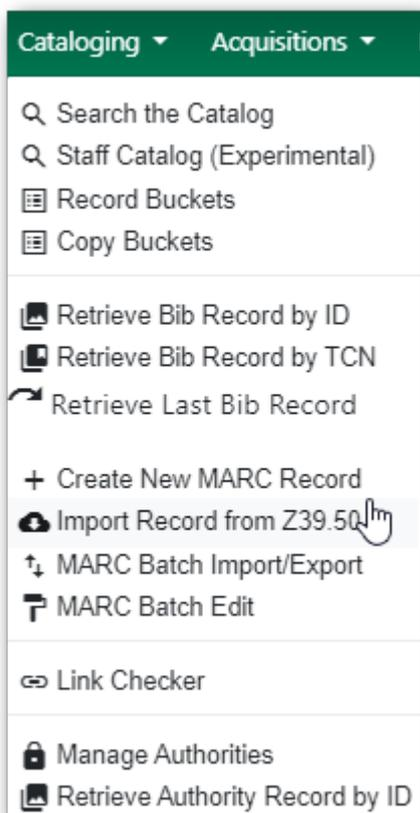 Cataloging Acquisitions
Search the Catalog
Staff Catalog (Experimental)
Record Buckets
Copy Buckets
Retrieve Bib Record by ID
Retrieve Bib Record by TCN
Retrieve Last Bib Record
Create New MARC Record
Import Record from Z39.50
MARC Batch Import/Export
MARC Batch Edit
Link Checker
Manage Authorities
Retrieve Authority Record by ID